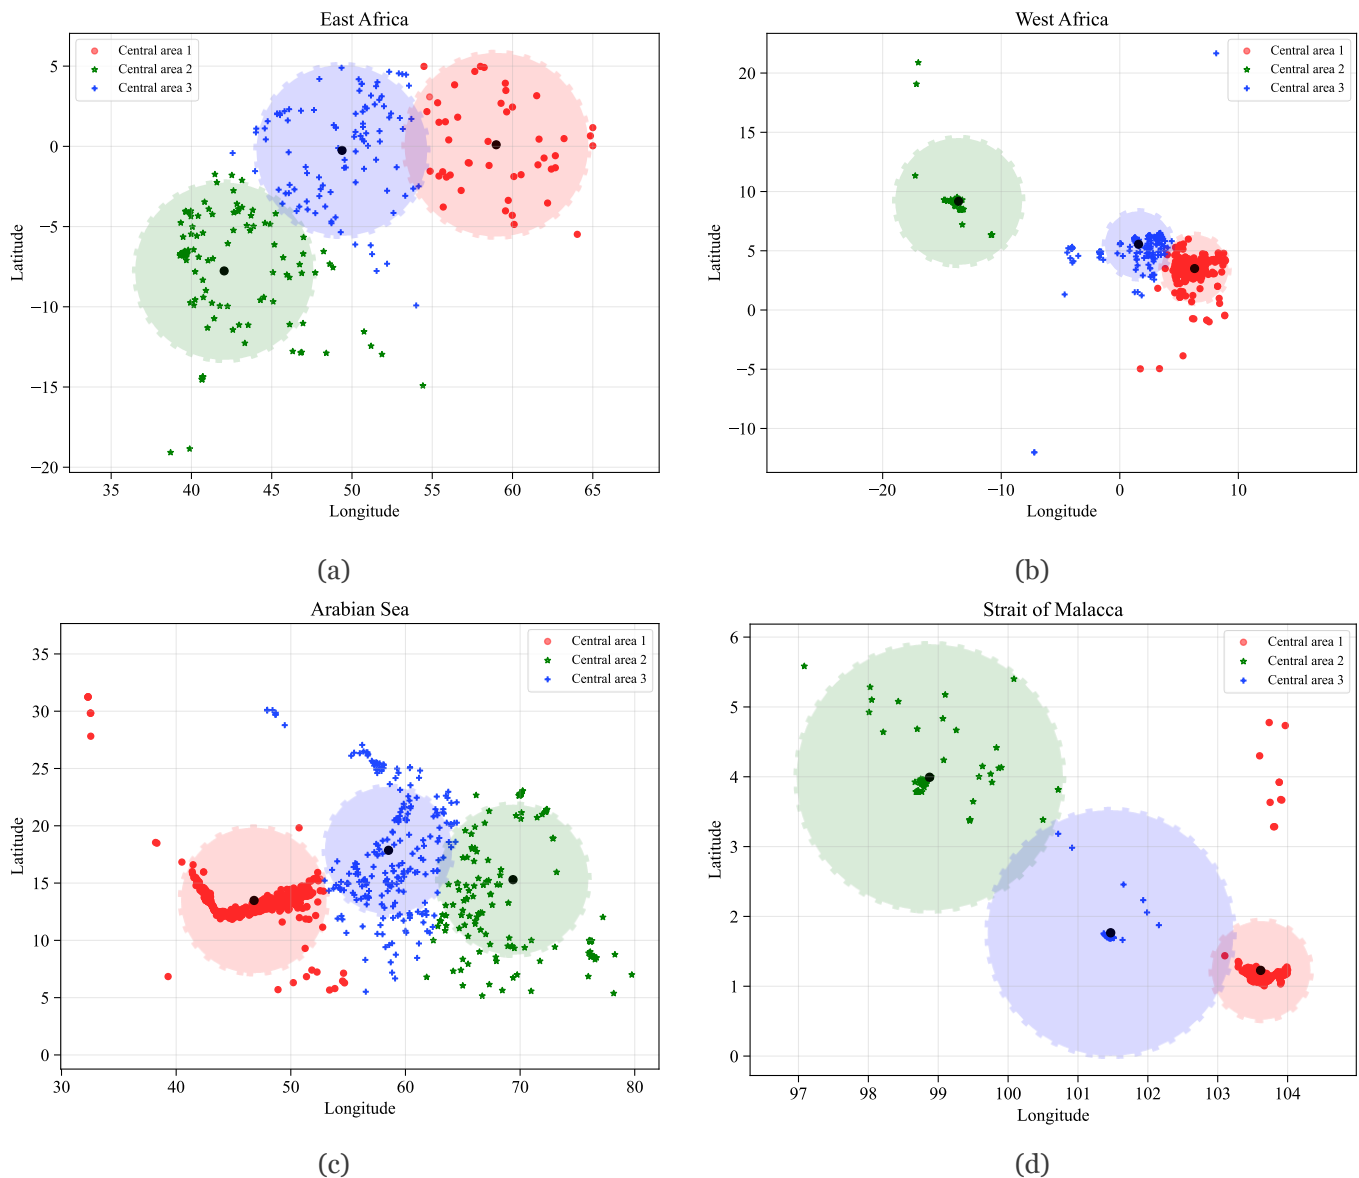 East Africa
Central area 1
Central area 2
Central area 3
5
0
−5
−10
−15
−20
Latitude
35 40 45 50 55 60 65
Longitude
(a)
West Africa
Central area 1
Central area 2
Central area 3
20
15
10
5
0
−5
−10
Latitude
−20 −10 0 10
Longitude
(b)
Arabian Sea
Central area 1
Central area 2
Central area 3
35
30
25
20
15
10
5
0
Latitude
30 40 50 60 70 80
Longitude
(c)
Strait of Malacca
Central area 1
Central area 2
Central area 3
6
5
4
3
2
1
0
Latitude
97 98 99 100 101 102 103 104
Longitude
(d)